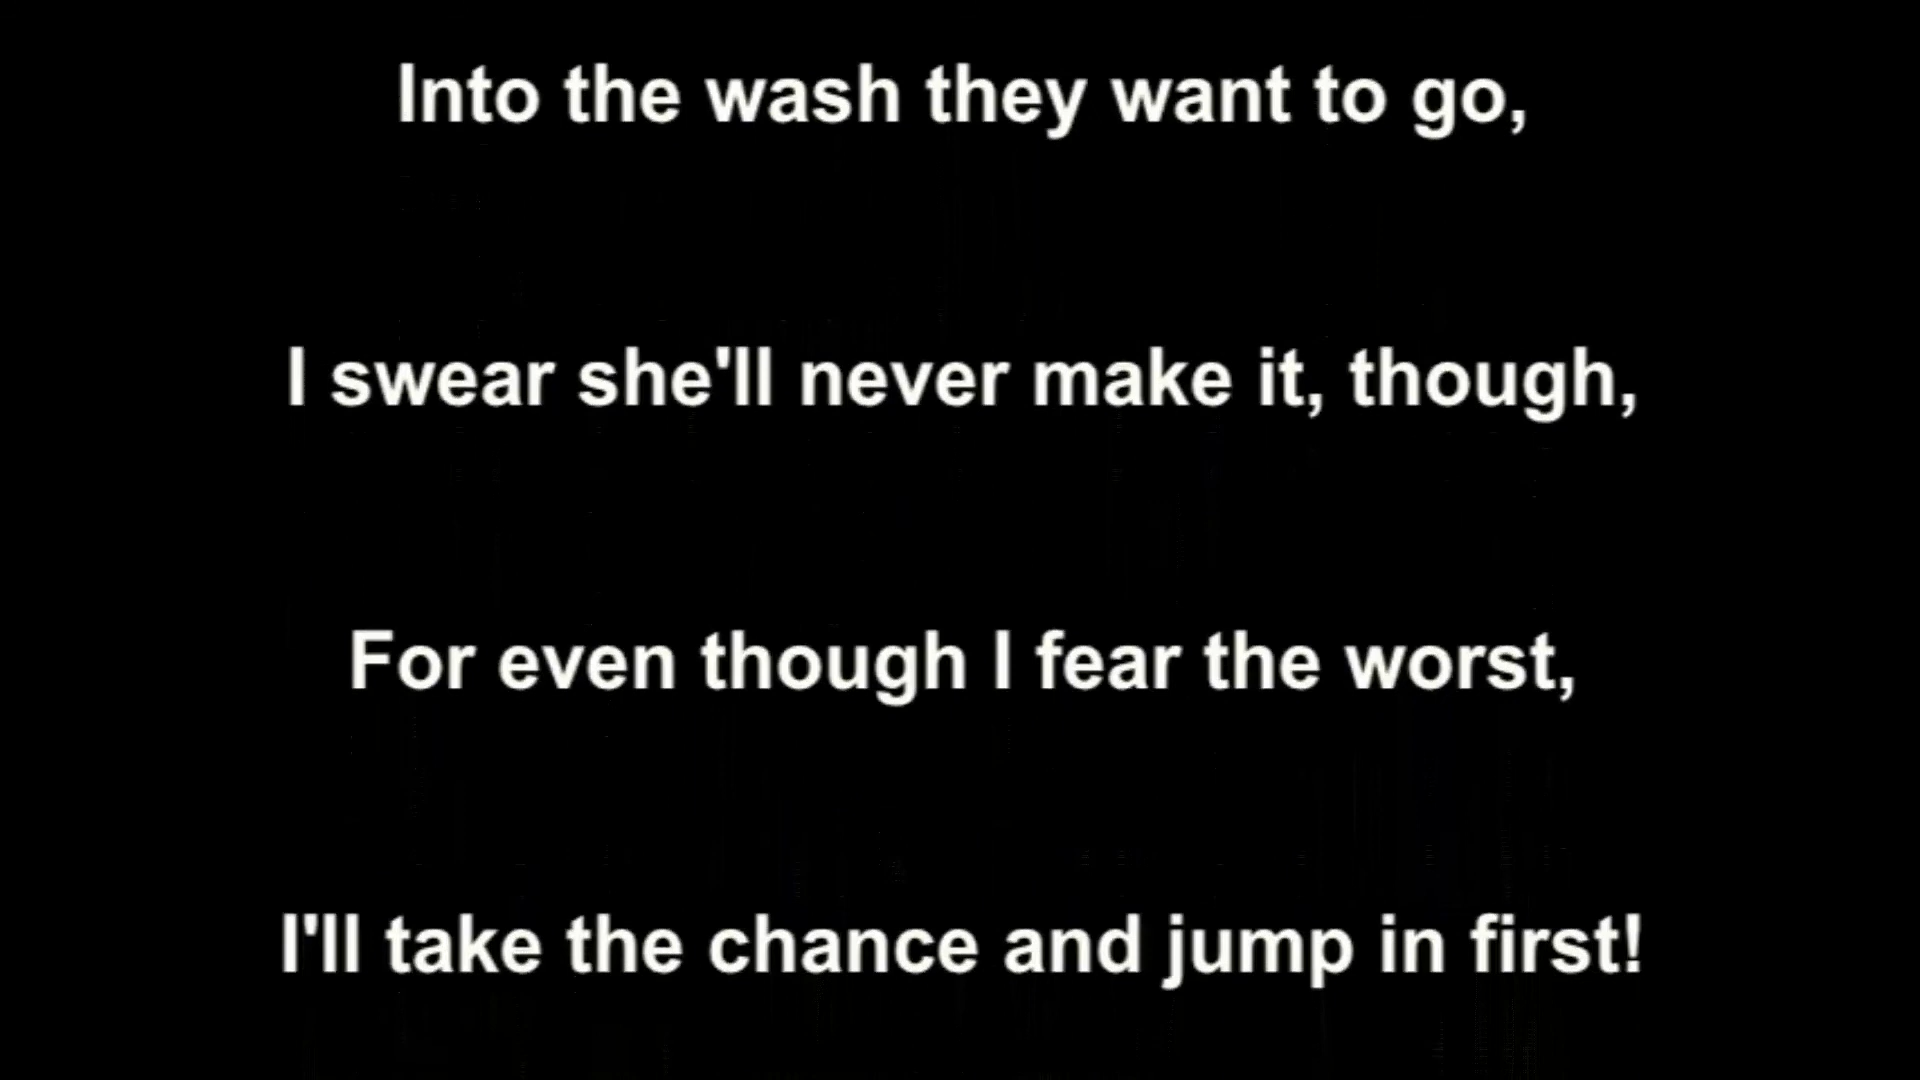 Into the wash they want to go,
I swear she'll never make it, though,
For even though I fear the worst,
I'll take the chance and jump in first!